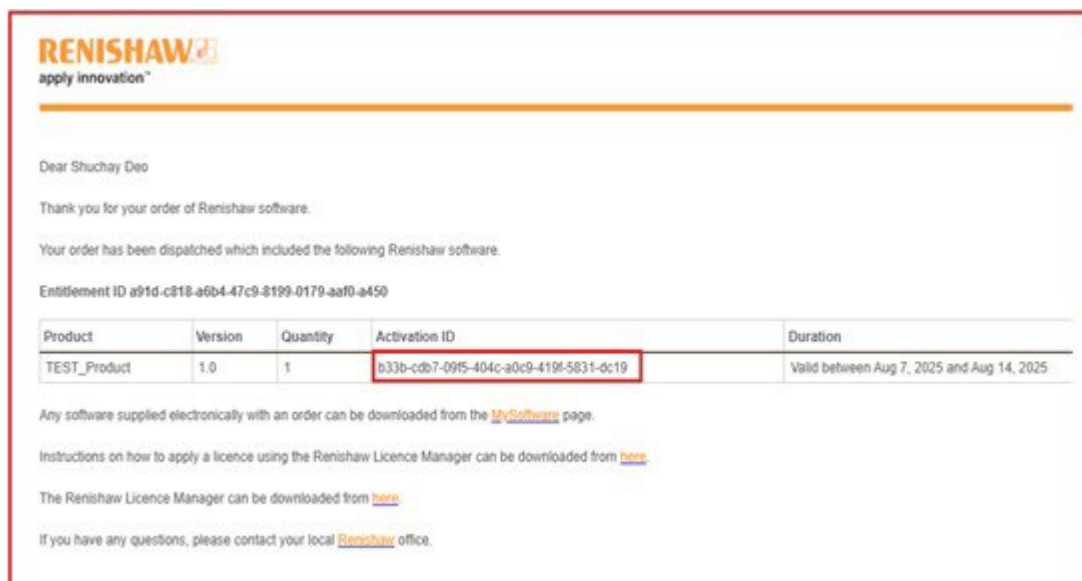 RENISHAW
apply innovation™
Dear Shuchay Deo
Thank you for your order of Renishaw software.
Your order has been dispatched which included the following Renishaw software.
Entitlement ID a91d-c818-a6b4-47c9-8199-0179-aaf0-a450
Product Version Quantity Activation ID Duration
TEST_Product 1.0 1 b33b-cdb7-09f5-404c-a0c9-419f-5831-dc19 Valid between Aug 7, 2025 and Aug 14, 2025
Any software supplied electronically with an order can be downloaded from the MySoftware page.
Instructions on how to apply a licence using the Renishaw Licence Manager can be downloaded from here.
The Renishaw Licence Manager can be downloaded from here.
If you have any questions, please contact your local Renishaw office.